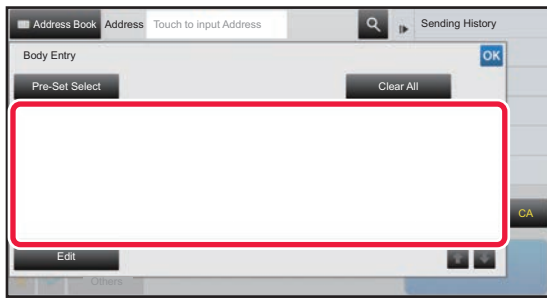 Address Book Address Touch to input Address Sending History
Body Entry OK
Pre-Set Select Clear All
CA
Edit
Others